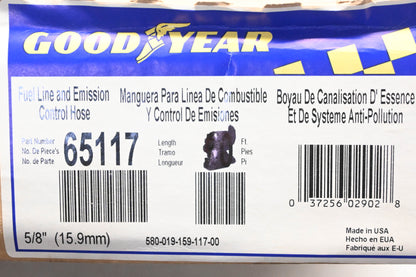 GOOD YEAR
Fuel Line and Emission
Control Hose
Manguera Para Linea De Combustible
Y Control De Emisiones
Boyau De Canalisation D' Essence
Et De Systeme Anti-Pollution
Part Number
No. De Piece's
No. de Parte
65117
Length
Tramo
Longueur
Ft.
Pies
Pi
0 37256 02902 8
5/8" (15.9mm)
580-019-159-117-00
Made in USA
Hecho en EUA
Fabriqué aux E-U